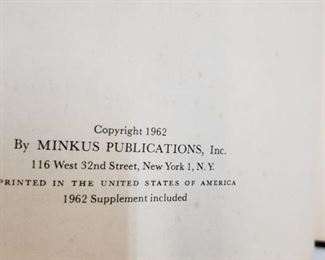 Copyright 1962
By MINKUS PUBLICATIONS, Inc.
116 West 32nd Street, New York 1, N. Y.
PRINTED IN THE UNITED STATES OF AMERICA
1962 Supplement included